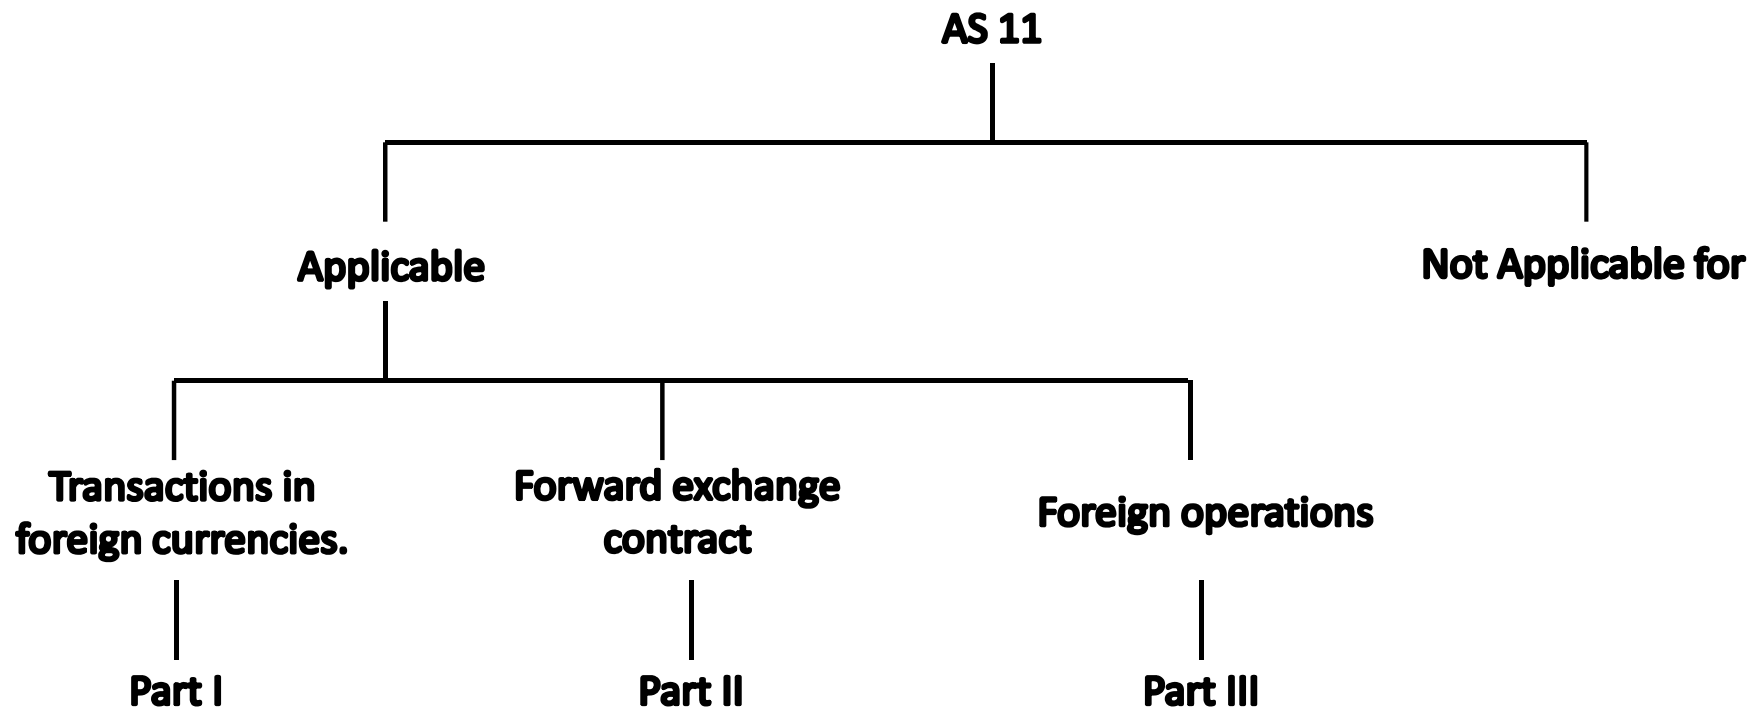 AS 11
Applicable
Not Applicable for
Transactions in
foreign currencies.
Forward exchange
contract
Foreign operations
Part I
Part II
Part III